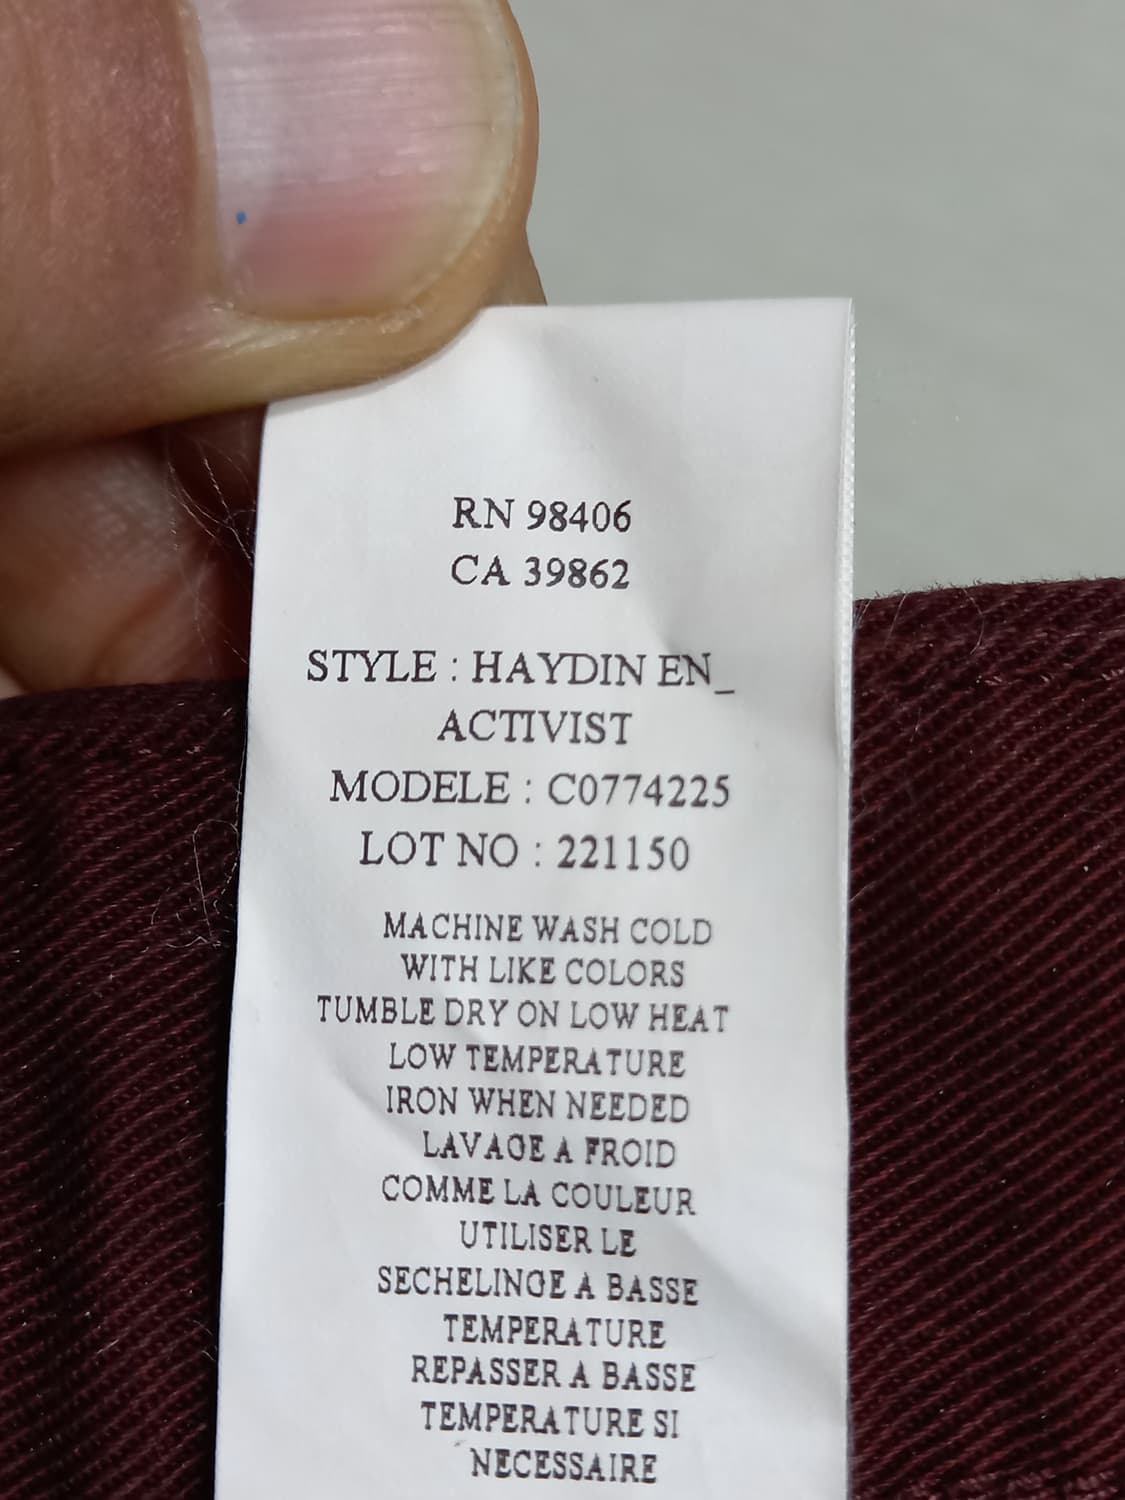 RN 98406
CA 39862
STYLE : HAYDIN EN_
ACTIVIST
MODELE : C0774225
LOT NO : 221150
MACHINE WASH COLD
WITH LIKE COLORS
TUMBLE DRY ON LOW HEAT
LOW TEMPERATURE
IRON WHEN NEEDED
LAVAGE A FROID
COMME LA COULEUR
UTILISER LE
SECHELINGE A BASSE
TEMPERATURE
REPASSER A BASSE
TEMPERATURE SI
NECESSAIRE